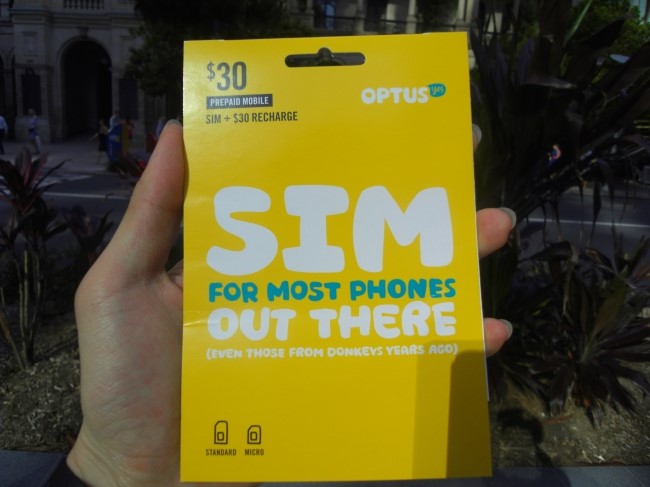 $30
PREPAID MOBILE
SIM + $30 RECHARGE
OPTUS yes
SIM
FOR MOST PHONES
OUT THERE
(EVEN THOSE FROM DONKEYS YEARS AGO)
STANDARD MICRO